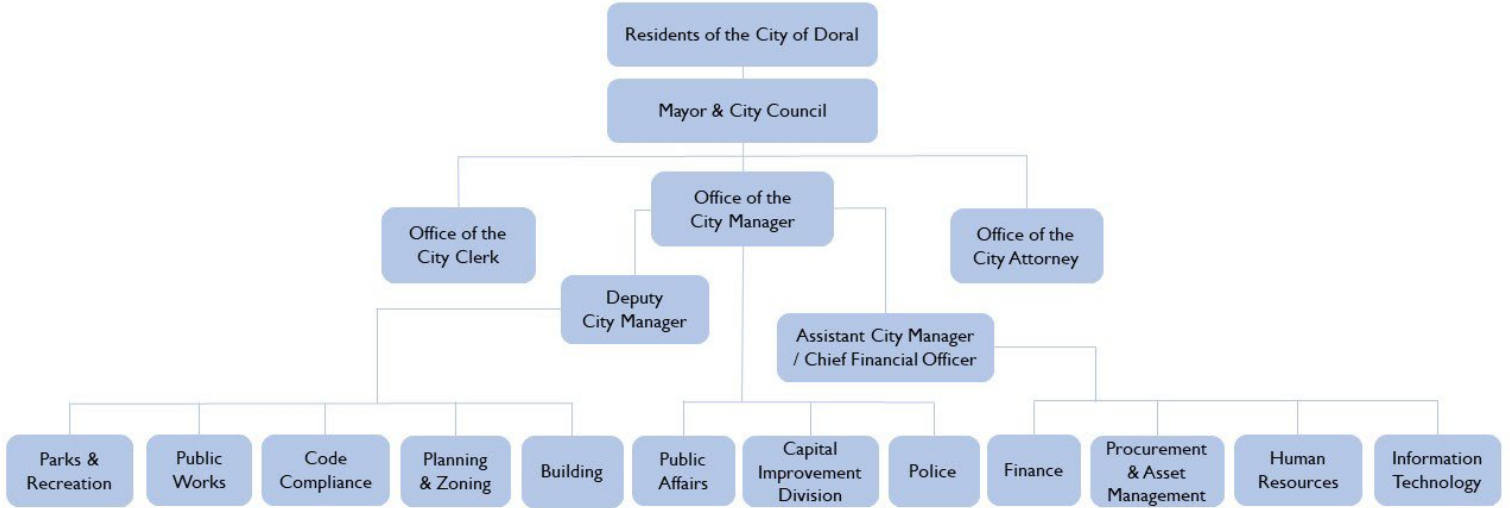 Residents of the City of Doral
Mayor & City Council
Office of the
City Clerk
Office of the
City Manager
Office of the
City Attorney
Deputy
City Manager
Assistant City Manager
/ Chief Financial Officer
Parks &
Recreation
Public
Works
Code
Compliance
Planning
& Zoning
Building
Public
Affairs
Capital
Improvement
Division
Police
Finance
Procurement
& Asset
Management
Human
Resources
Information
Technology